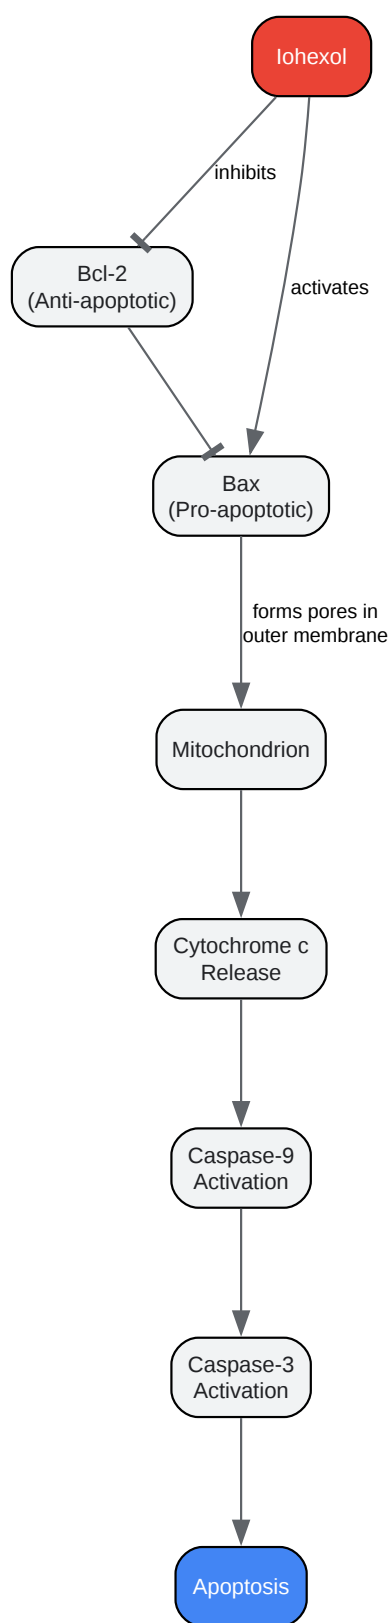 Iohexol
inhibits
Bcl-2
(Anti-apoptotic)
activates
Bax
(Pro-apoptotic)
forms pores in
outer membrane
Mitochondrion
Cytochrome c
Release
Caspase-9
Activation
Caspase-3
Activation
Apoptosis